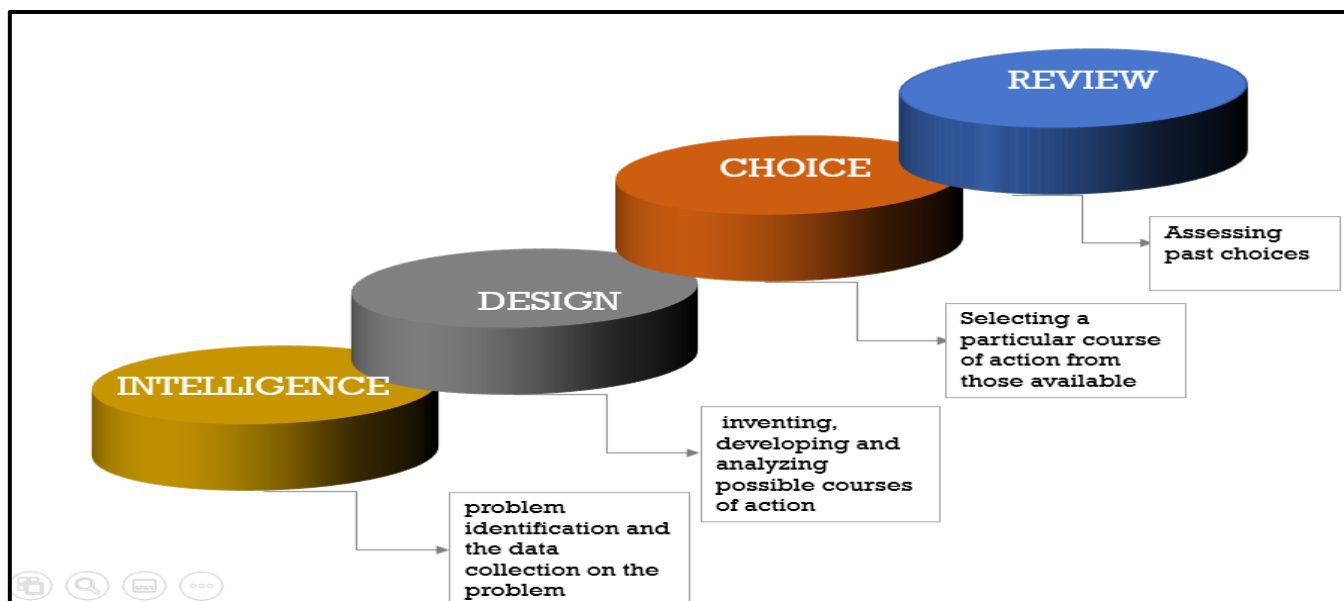 REVIEW
CHOICE
Assessing
past choices
DESIGN
Selecting a
particular course
of action from
those available
INTELLIGENCE
inventing,
developing and
analyzing
possible courses
of action
problem
identification and
the data
collection on the
problem